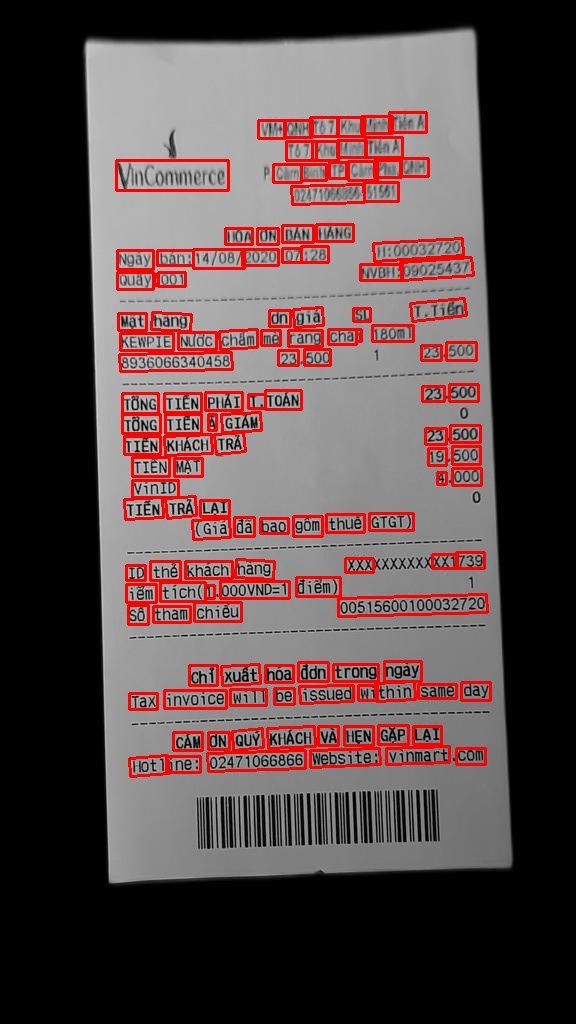 VM+ QNH Tổ 7, Khu Minh Tiến A
Tổ 7, Khu Minh Tiến A
P. Cẩm Bình, TP. Cẩm Phả, QNH
02471066866-51561
VinCommerce
HÓA ĐƠN BÁN HÀNG
Ngày bán:14/08/2020 07:28 H:00032720
Quầy 001 NVBH:09025437
Mặt hàng Đơn giá SL T.Tiền
KEWPIE Nước chấm mè rang chai 180ml
8936066340458 23,500 1 23,500
TỔNG TIỀN PHẢI T.TOÁN 23,500
TỔNG TIỀN ĐÃ GIẢM 0
TIỀN KHÁCH TRẢ 23,500
TIỀN MẶT 19,500
VinID 4,000
TIỀN TRẢ LẠI 0
(Giá đã bao gồm thuế GTGT)
ID thẻ khách hàng XXXXXXXXXXXX1739
Điểm tích(1.000VND=1 điểm) 1
Số tham chiếu 00515600100032720
Chỉ xuất hóa đơn trong ngày
Tax invoice will be issued within same day
CẢM ƠN QUÝ KHÁCH VÀ HẸN GẶP LẠI
Hotline: 02471066866 Website: vinmart.com